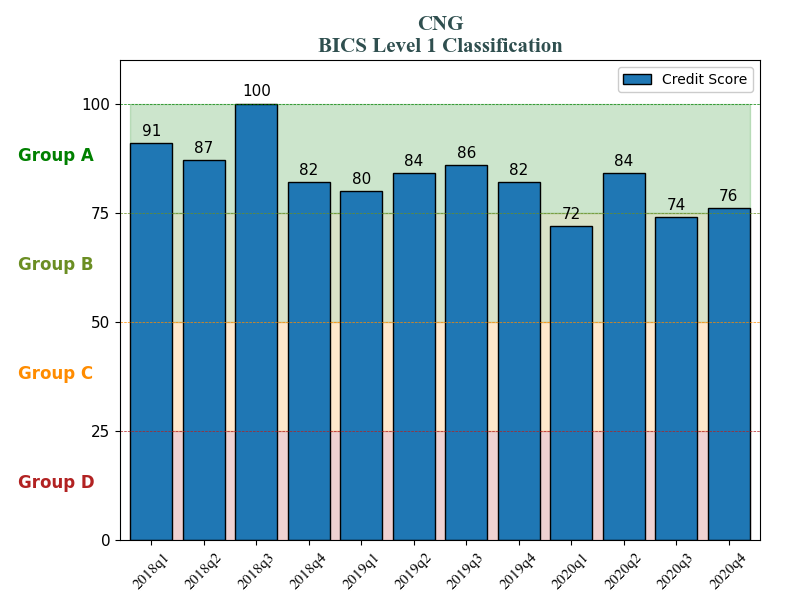 CNG
BICS Level 1 Classification
Credit Score
100
75
50
25
0
Group A
Group B
Group C
Group D
91
87
100
82
80
84
86
82
72
84
74
76
2018q1
2018q2
2018q3
2018q4
2019q1
2019q2
2019q3
2019q4
2020q1
2020q2
2020q3
2020q4